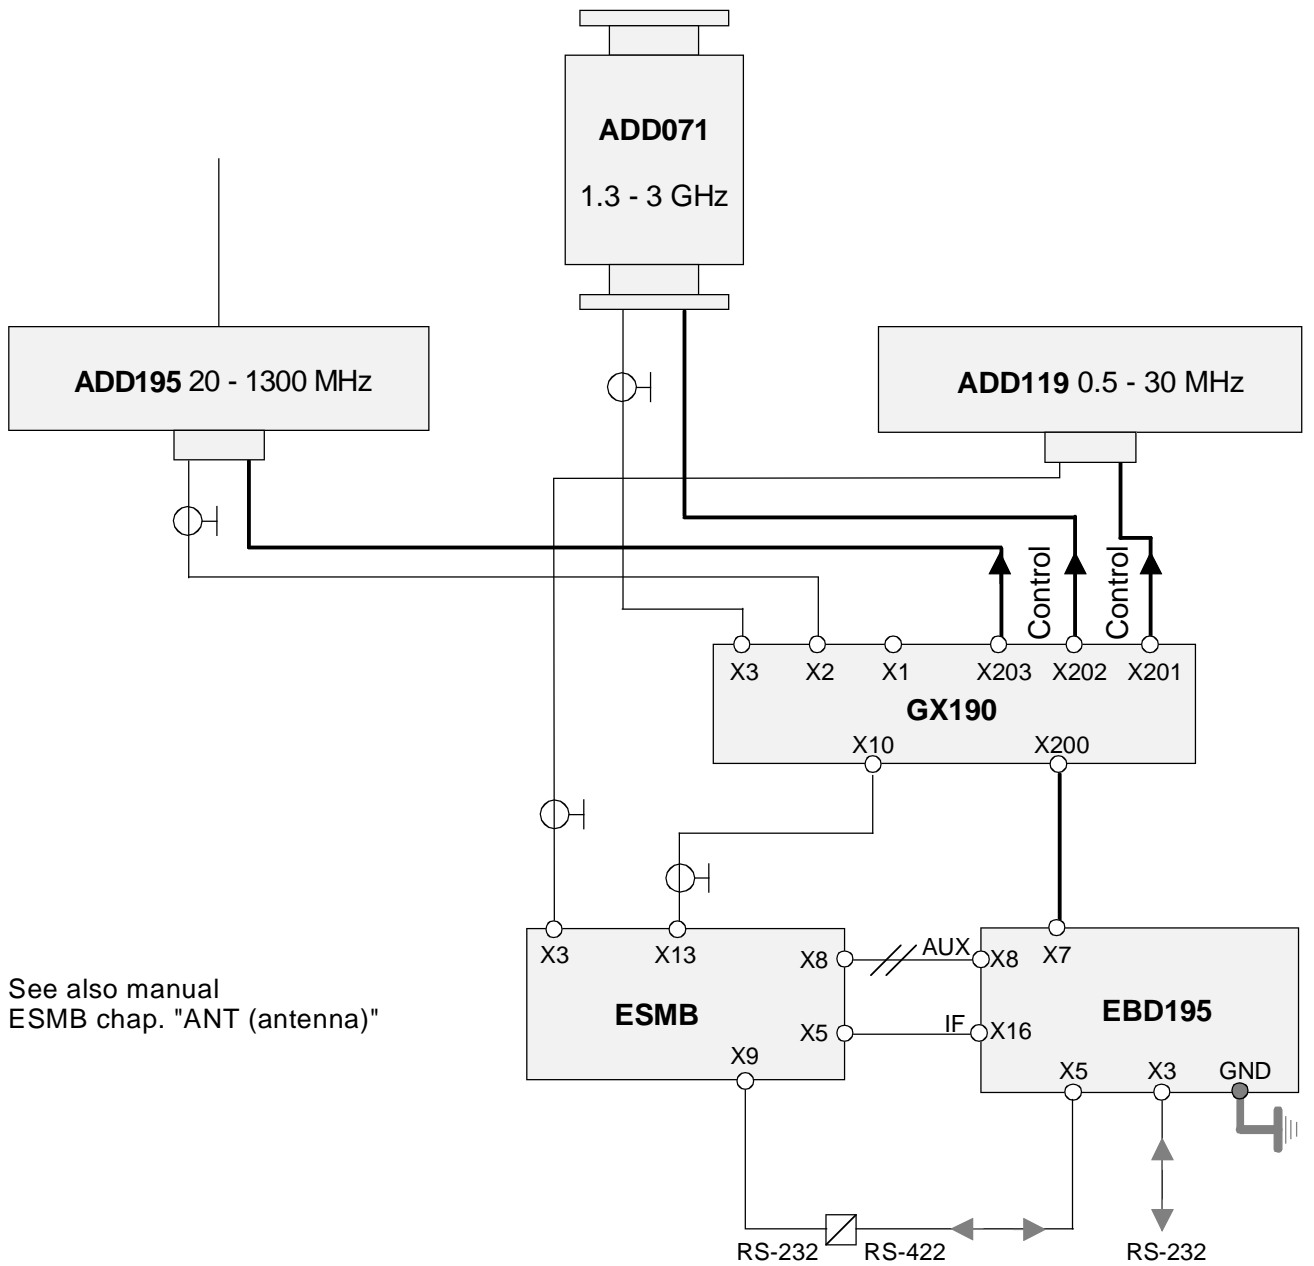 ADD071
1.3 - 3 GHz
ADD195 20 - 1300 MHz
ADD119 0.5 - 30 MHz
Control
Control
X3
X2
X1
X203
X202
X201
GX190
X10
X200
X3
X13
X8
AUX
X8
X7
ESMB
EBD195
X5
IF
X16
X9
X5
X3
GND
See also manual
ESMB chap. "ANT (antenna)"
RS-232
RS-422
RS-232